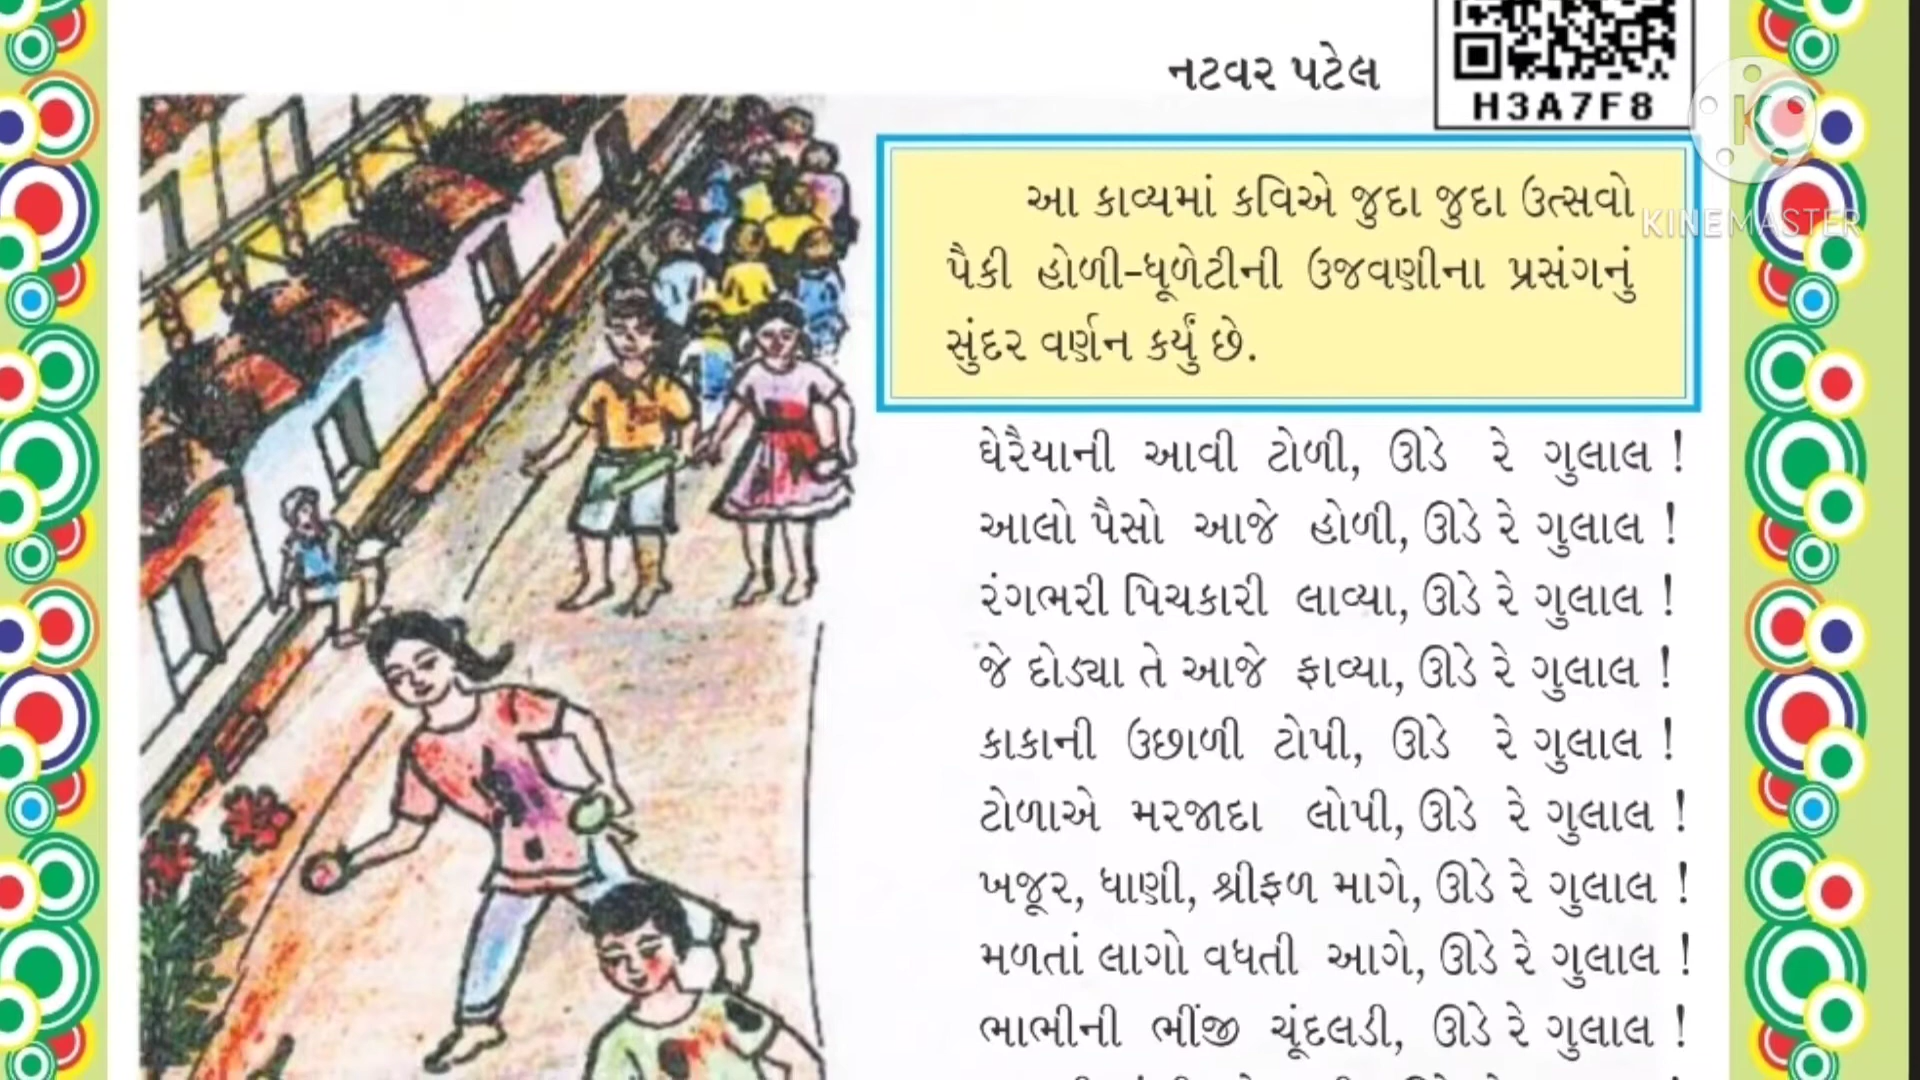 નટવર પટેલ
H3A7F8
KINEMASTER
આ કાવ્યમાં કવિએ જુદા જુદા ઉત્સવો
પૈકી હોળી-ધૂળેટીની ઉજવણીના પ્રસંગનું
સુંદર વર્ણન કર્યું છે.
ઘેરૈયાની આવી ટોળી, ઊડે રે ગુલાલ !
આલો પૈસો આજે હોળી, ઊડે રે ગુલાલ !
રંગભરી પિચકારી લાવ્યા, ઊડે રે ગુલાલ !
જે દોડ્યા તે આજે ફાવ્યા, ઊડે રે ગુલાલ !
કાકાની ઉછાળી ટોપી, ઊડે રે ગુલાલ !
ટોળાએ મરજાદા લોપી, ઊડે રે ગુલાલ !
ખજૂર, ધાણી, શ્રીફળ માગે, ઊડે રે ગુલાલ !
મળતાં લાગો વધતી આગે, ઊડે રે ગુલાલ !
ભાભીની ભીંજી ચૂંદલડી, ઊડે રે ગુલાલ !